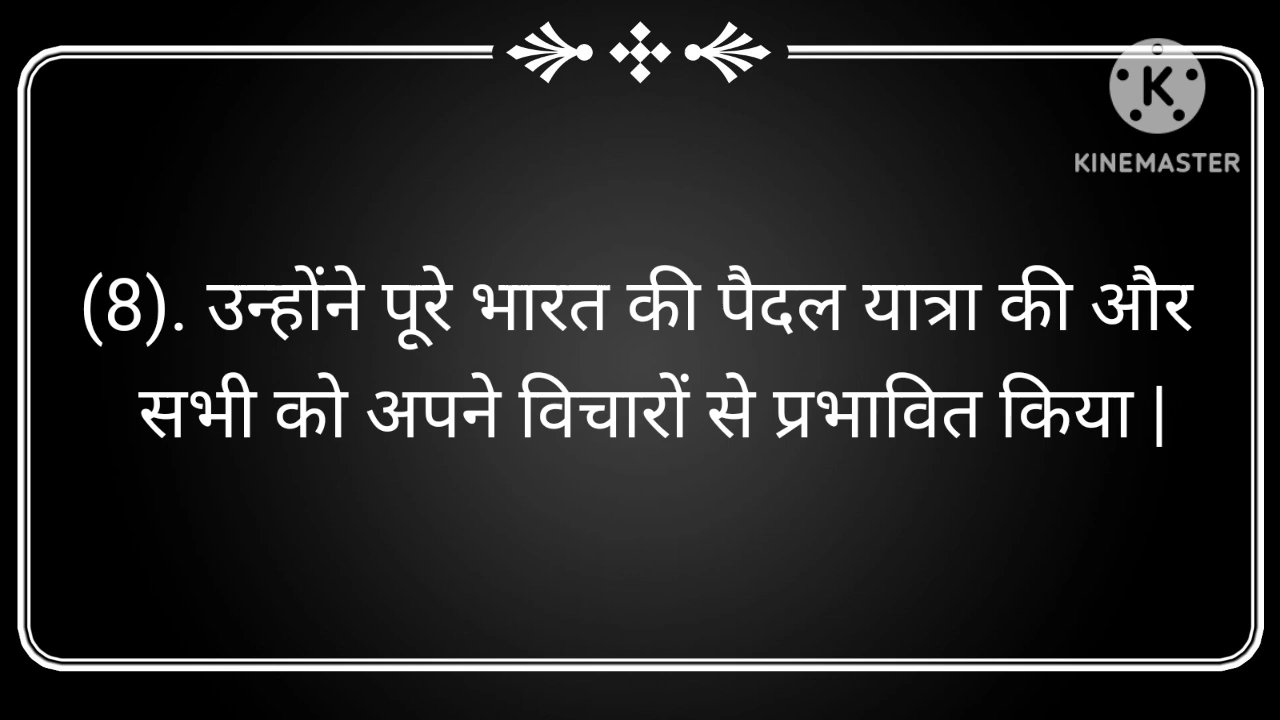 K
KINEMASTER
(8). उन्होंने पूरे भारत की पैदल यात्रा की और
सभी को अपने विचारों से प्रभावित किया |